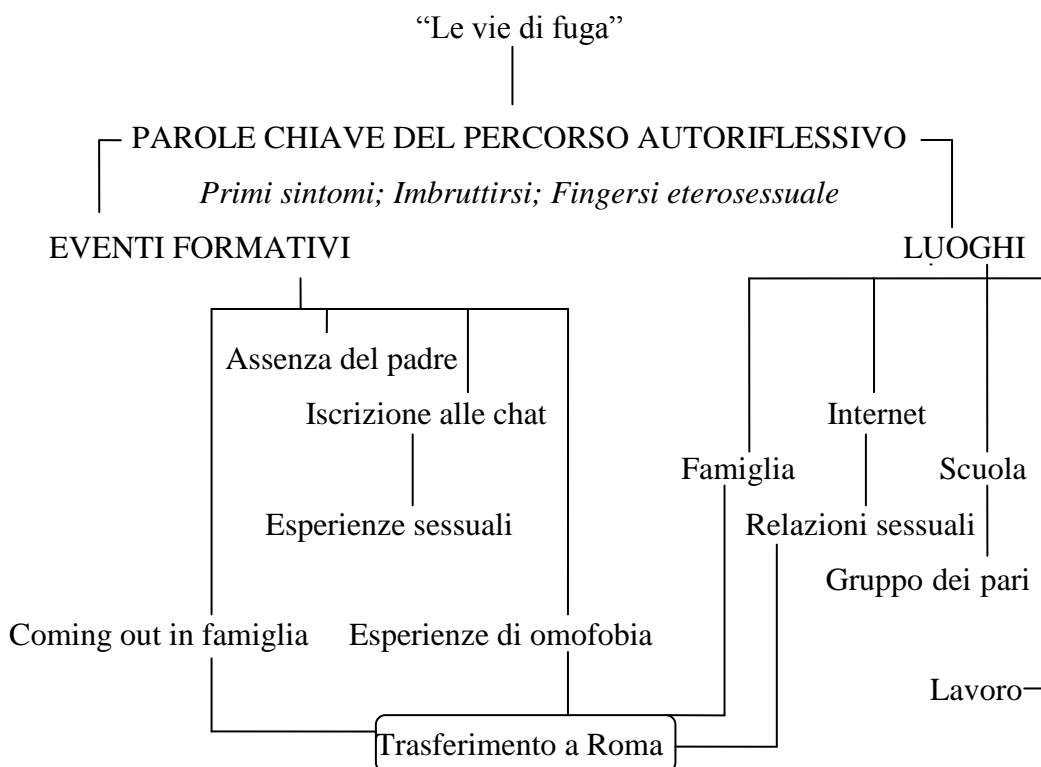 “Le vie di fuga”
PAROLE CHIAVE DEL PERCORSO AUTORIFLESSIVO
Primi sintomi; Imbruttirsi; Fingersi eterosessuale
EVENTI FORMATIVI
LUOGHI
Assenza del padre
Iscrizione alle chat
Internet
Famiglia
Scuola
Esperienze sessuali
Relazioni sessuali
Gruppo dei pari
Coming out in famiglia
Esperienze di omofobia
Lavoro
Trasferimento a Roma